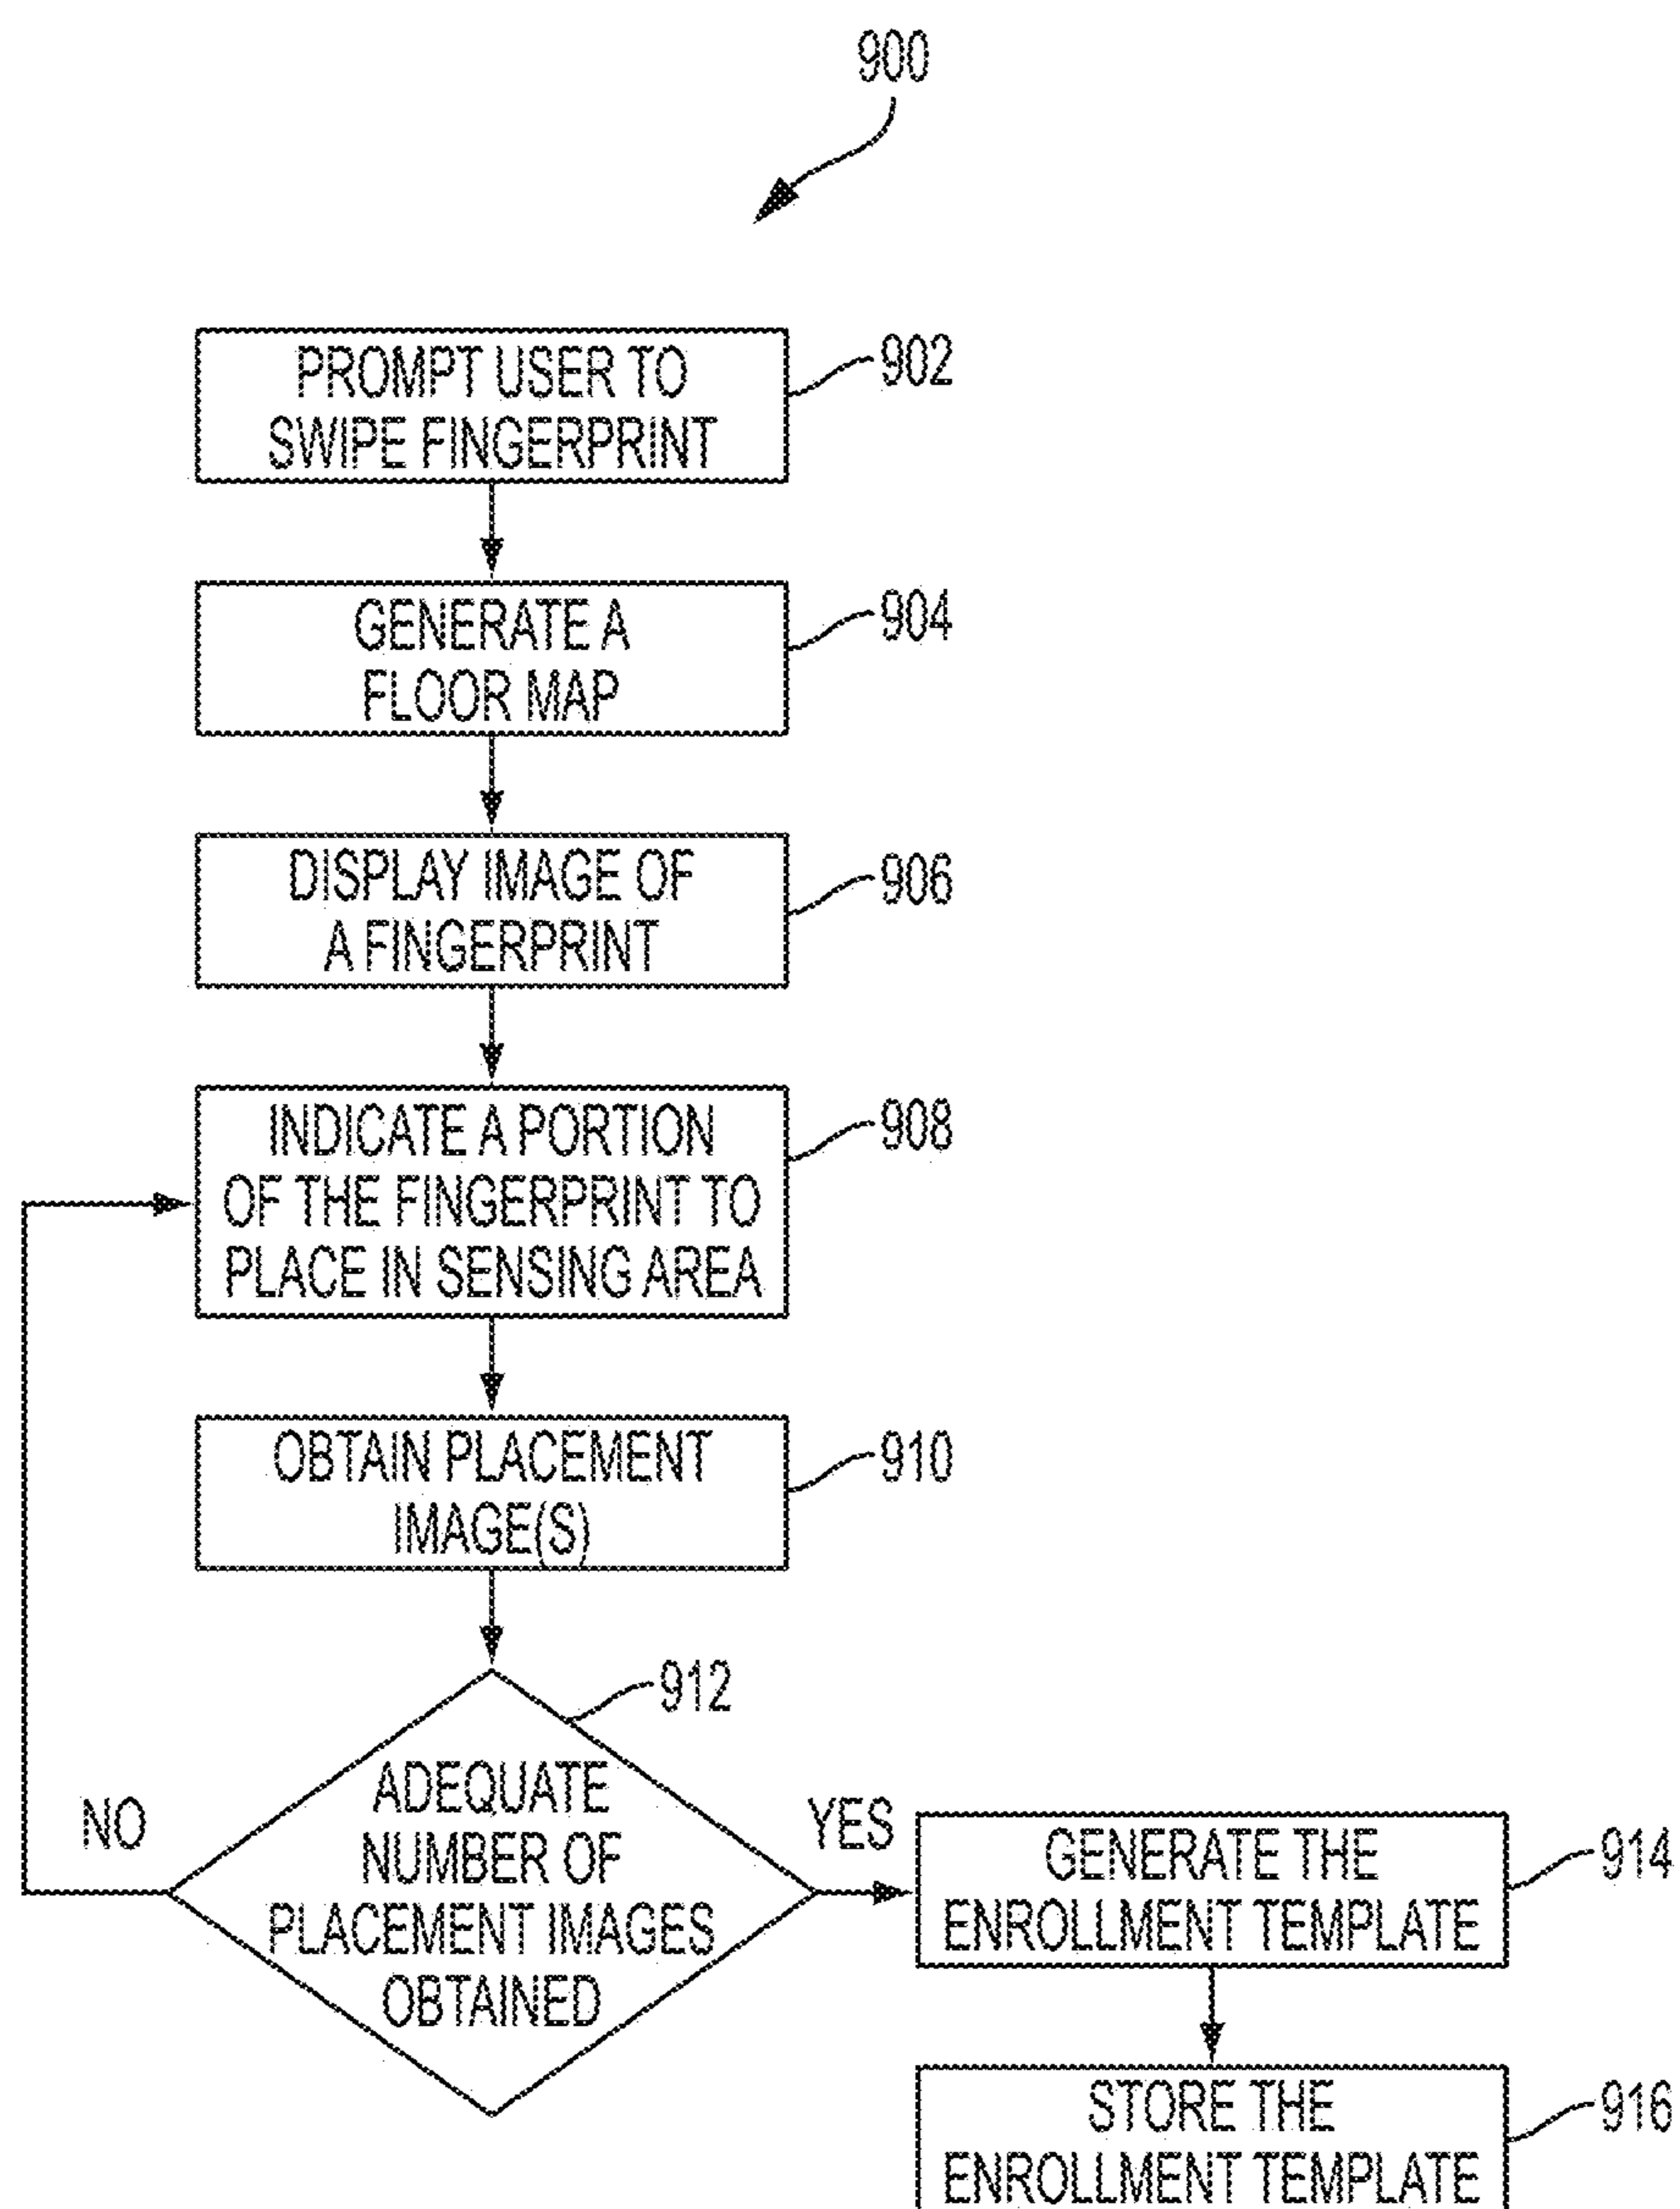 900
PROMPT USER TO
SWIPE FINGERPRINT
902
GENERATE A
FLOOR MAP
904
DISPLAY IMAGE OF
A FINGERPRINT
906
INDICATE A PORTION
OF THE FINGERPRINT TO
PLACE IN SENSING AREA
908
OBTAIN PLACEMENT
IMAGE(S)
910
912
ADEQUATE
NUMBER OF
PLACEMENT IMAGES
OBTAINED
NO
YES
GENERATE THE
ENROLLMENT TEMPLATE
914
STORE THE
ENROLLMENT TEMPLATE
916